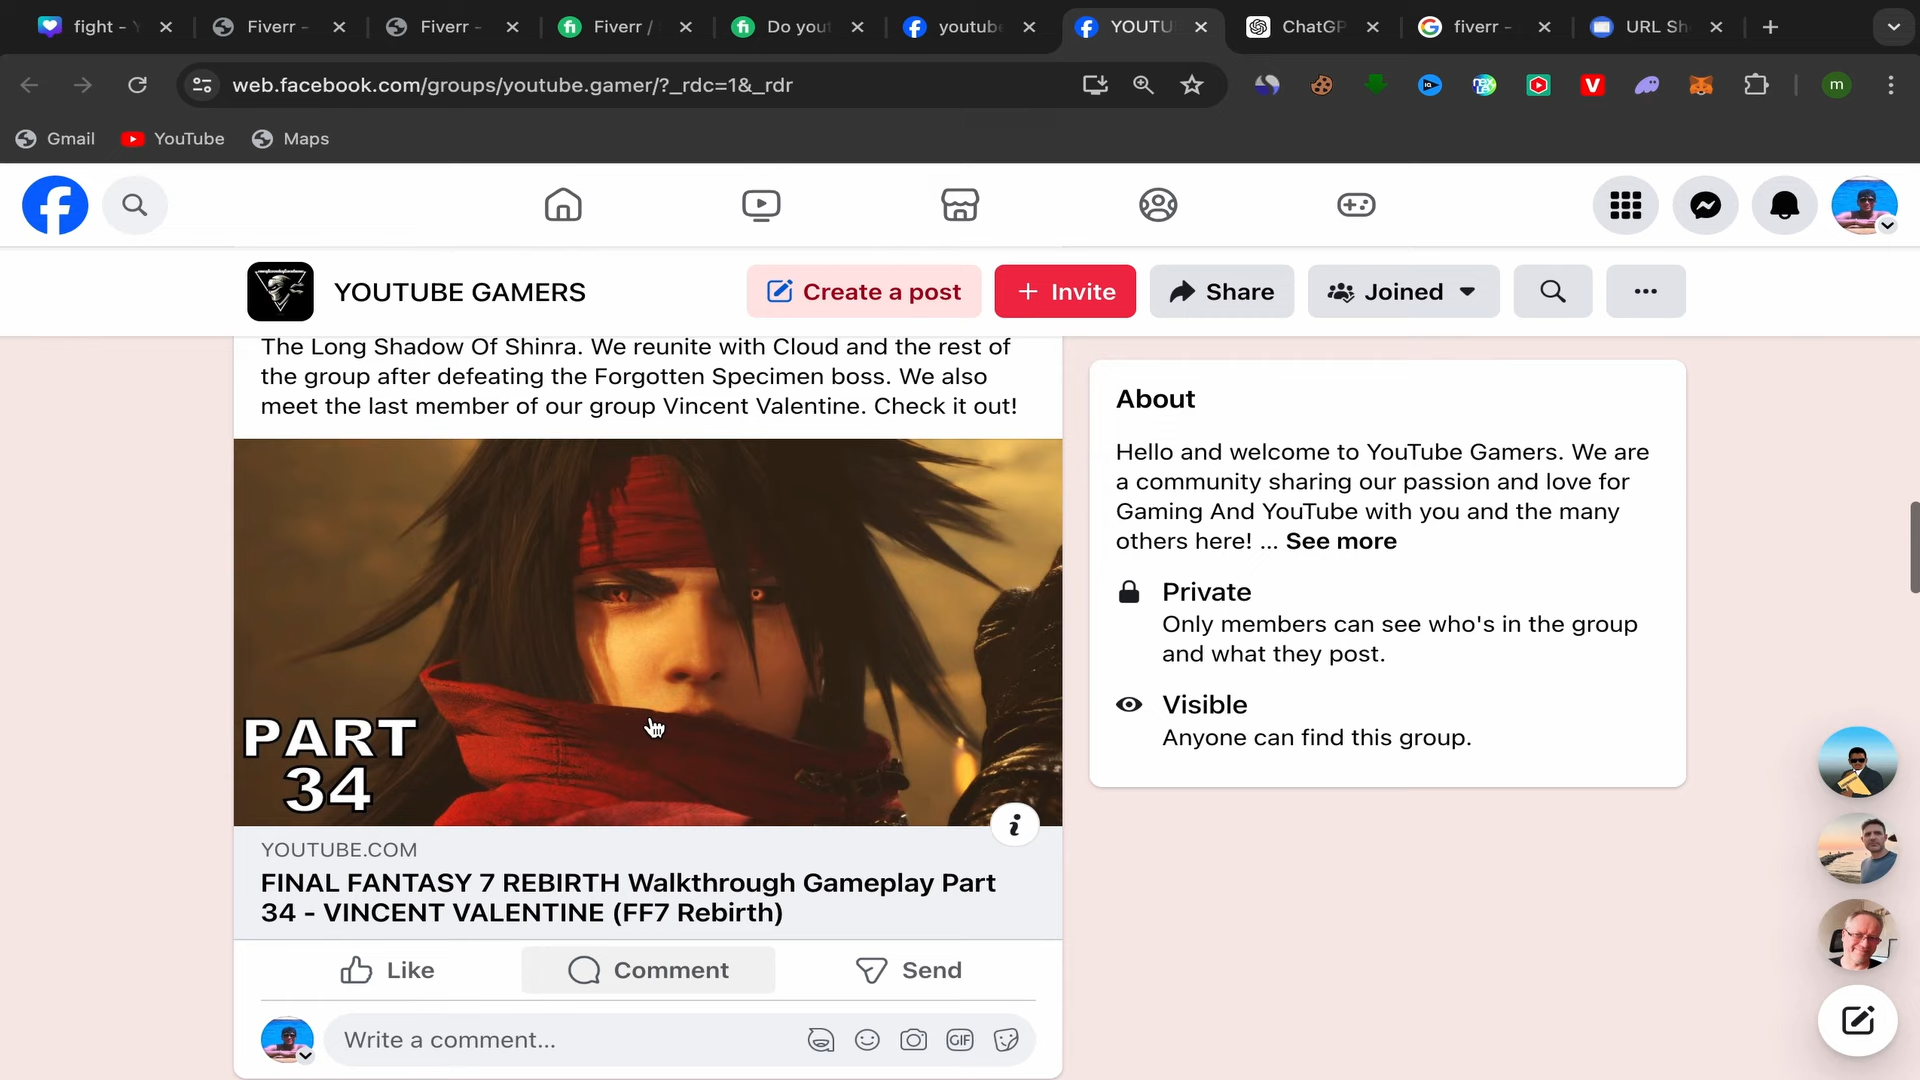 fight -
Fiverr -
Fiverr -
Fiverr /
Do you
youtube
YOUTU
ChatGP
fiverr -
URL Sh
web.facebook.com/groups/youtube.gamer/?_rdc=1&_rdr
m
Gmail
YouTube
Maps
YOUTUBE GAMERS
Create a post
+ Invite
Share
Joined
The Long Shadow Of Shinra. We reunite with Cloud and the rest of
the group after defeating the Forgotten Specimen boss. We also
meet the last member of our group Vincent Valentine. Check it out!
PART
34
YOUTUBE.COM
FINAL FANTASY 7 REBIRTH Walkthrough Gameplay Part
34 - VINCENT VALENTINE (FF7 Rebirth)
Like
Comment
Send
Write a comment...
GIF
About
Hello and welcome to YouTube Gamers. We are
a community sharing our passion and love for
Gaming And YouTube with you and the many
others here! ... See more
Private
Only members can see who's in the group
and what they post.
Visible
Anyone can find this group.